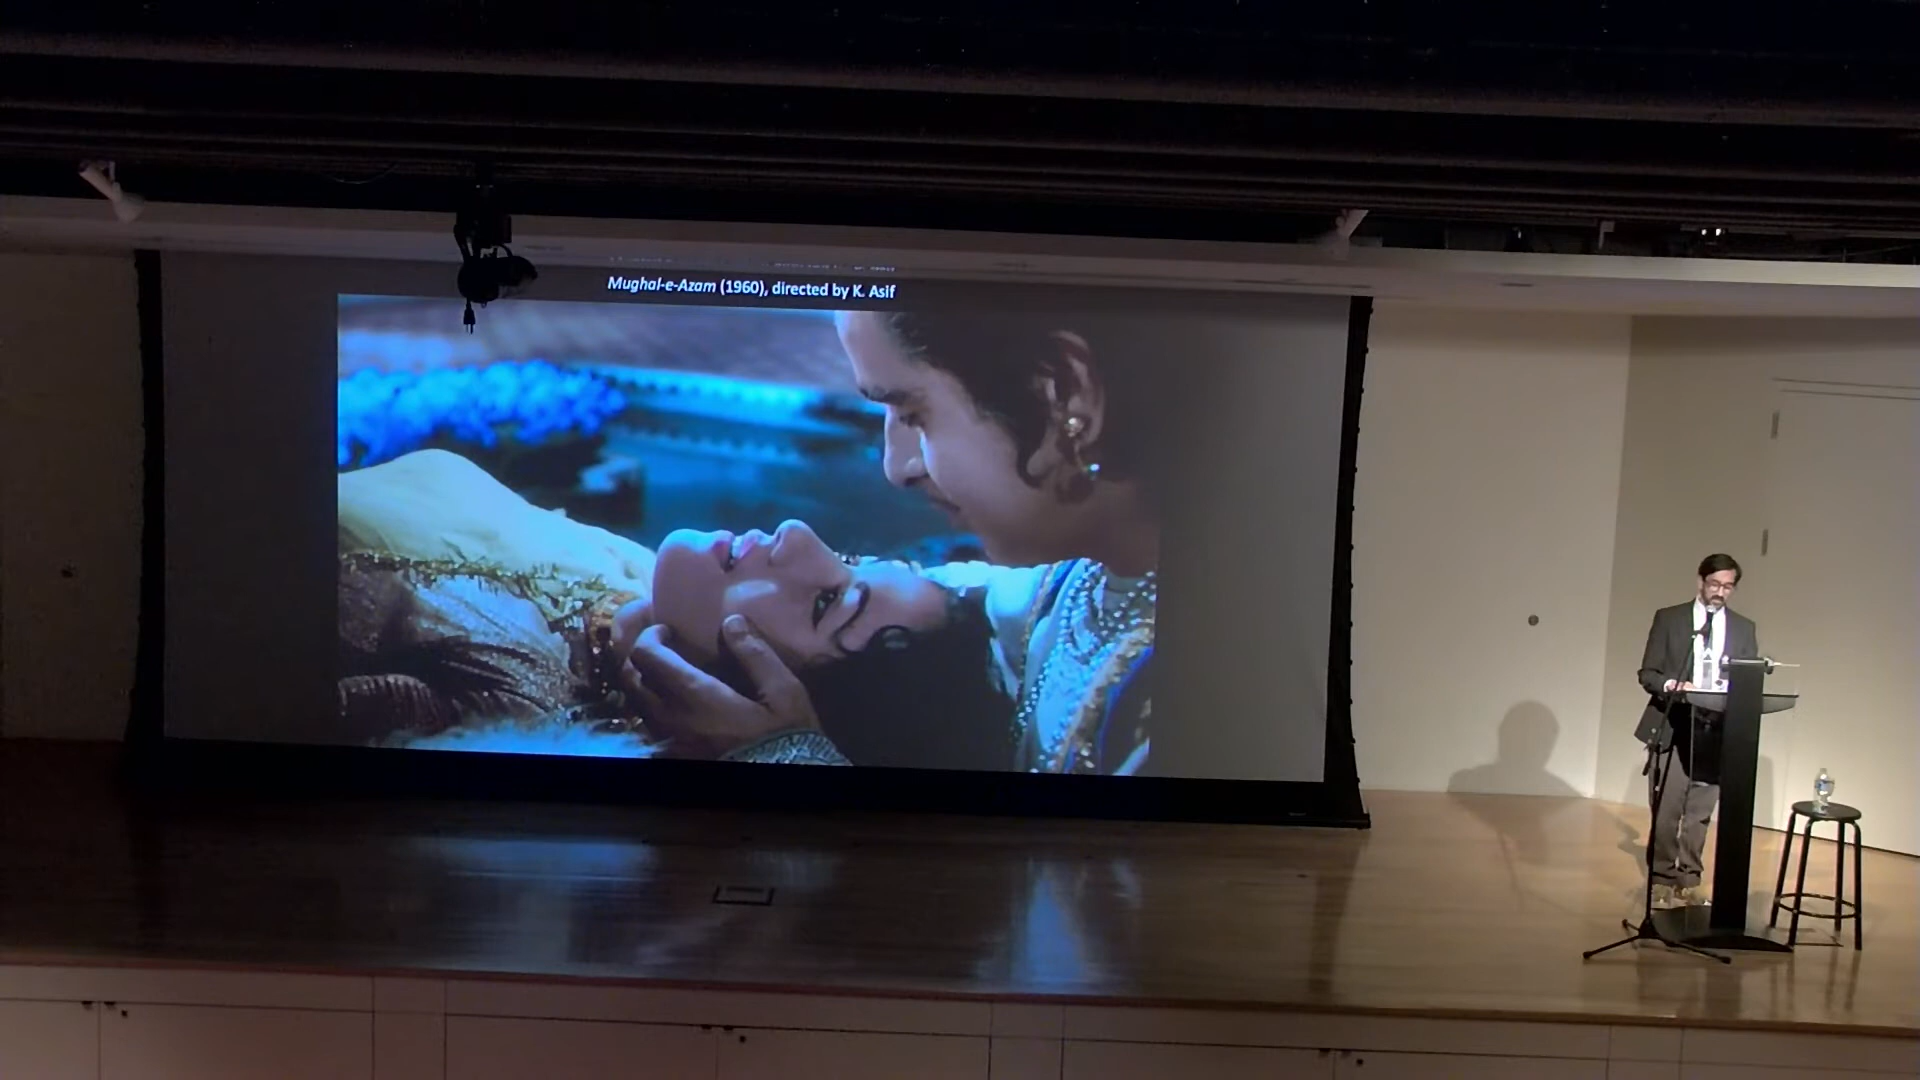 Mughal-e-Azam (1960), directed by K. Asif